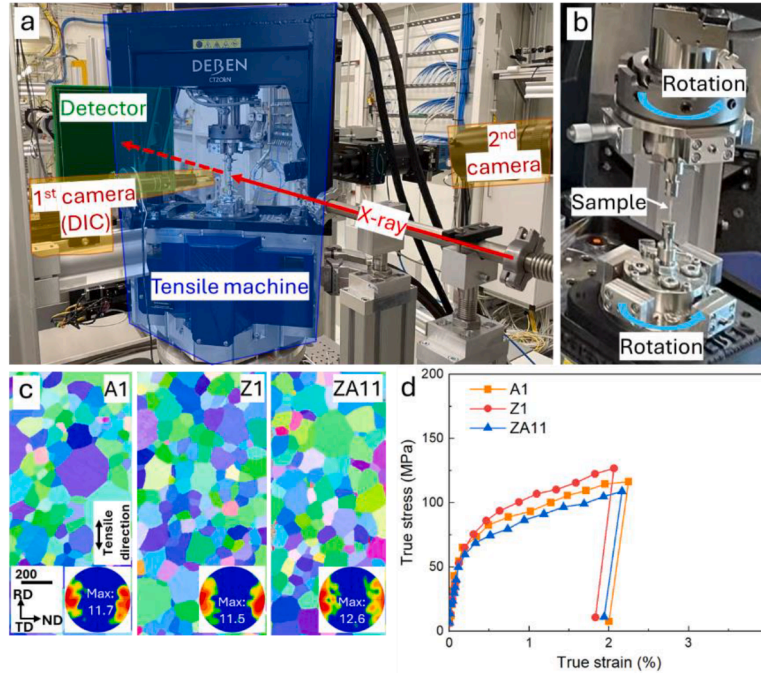 a
DEBEN
CT2OEN
Detector
2nd
camera
1st camera
(DIC)
X-ray
Tensile machine
b
Rotation
Sample
Rotation
DEBEN
c
A1
Z1
ZA11
Tensile
direction
200
RD
TD
ND
Max:
11.7
Max:
11.5
Max:
12.6
d
A1
Z1
ZA11
True stress (MPa)
200
150
100
50
0
0
1
2
3
True strain (%)